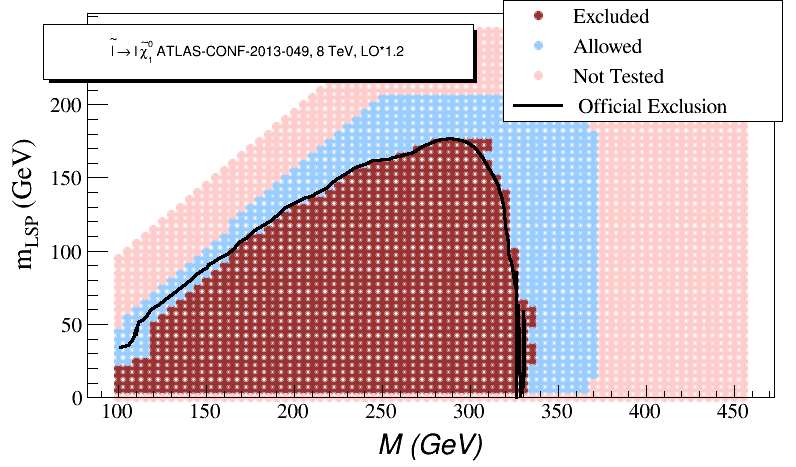 l̃ → l χ̃⁰₁ ATLAS-CONF-2013-049, 8 TeV, LO*1.2
Excluded
Allowed
Not Tested
Official Exclusion
m_LSP (GeV)
200
150
100
50
0
100 150 200 250 300 350 400 450
M (GeV)